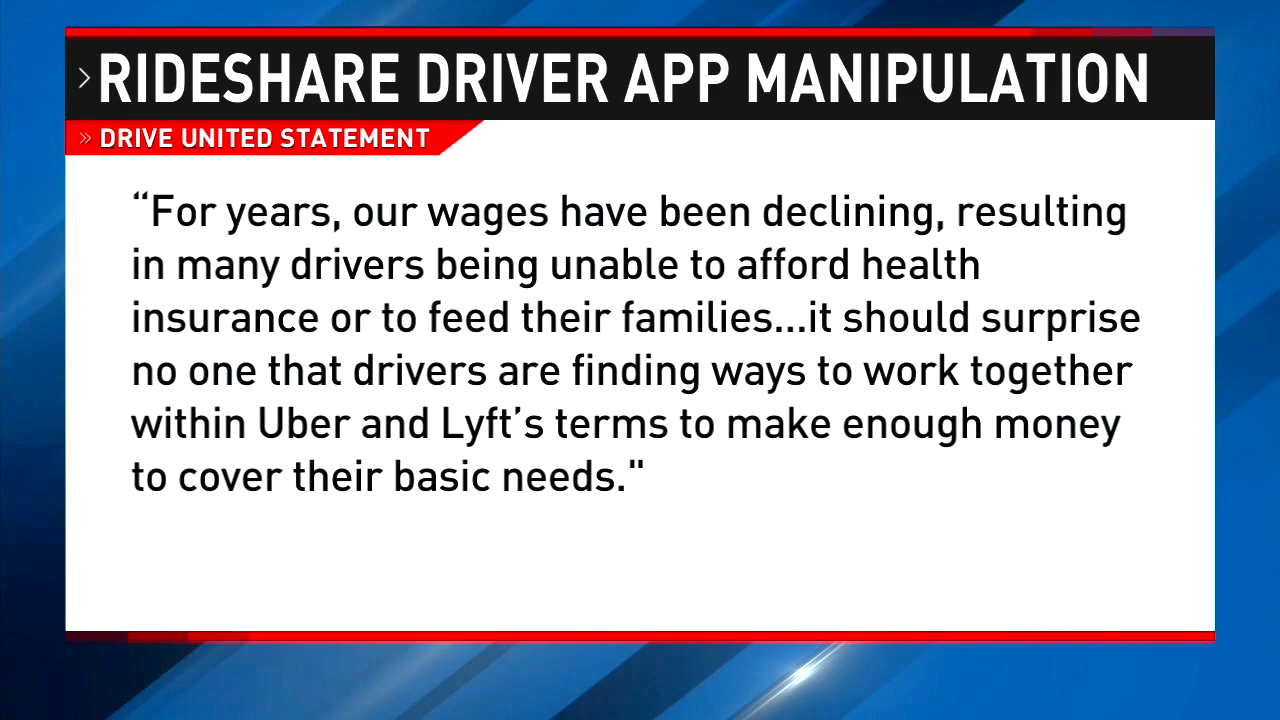 › RIDESHARE DRIVER APP MANIPULATION
» DRIVE UNITED STATEMENT
“For years, our wages have been declining, resulting
in many drivers being unable to afford health
insurance or to feed their families...it should surprise
no one that drivers are finding ways to work together
within Uber and Lyft’s terms to make enough money
to cover their basic needs."